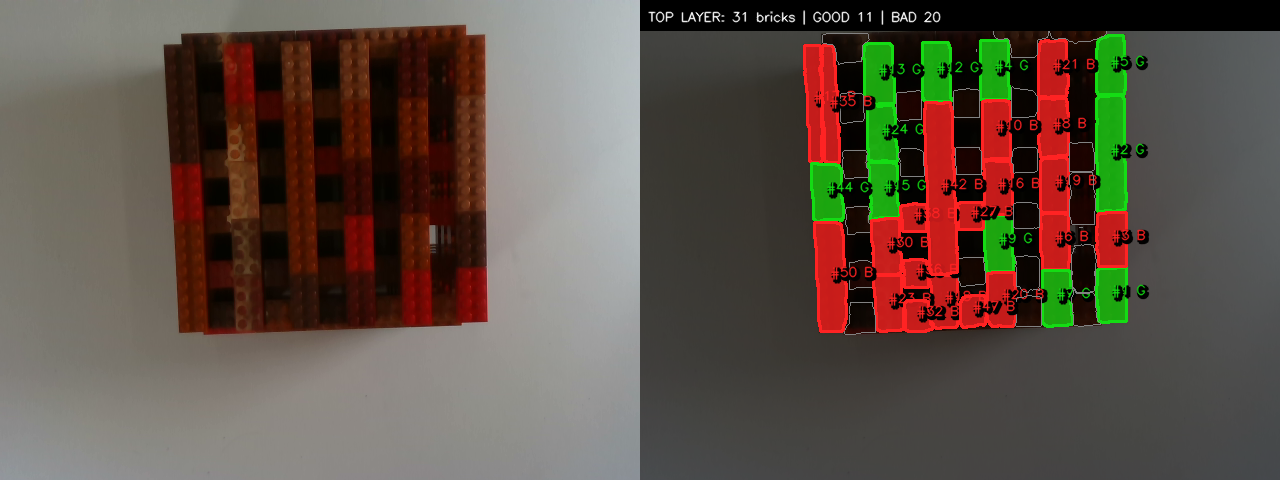 TOP LAYER: 31 bricks | GOOD 11 | BAD 20
#13 G
#12 G
#4 G
#21 B
#5 G
#35 B
#24 G
#10 B
#8 B
#2 G
#44 G
#15 G
#42 B
#16 B
#19 B
#27 B
#30 B
#9 G
#6 B
#3 B
#50 B
#23 B
#7 G
#1 G
#32 B
#47 B